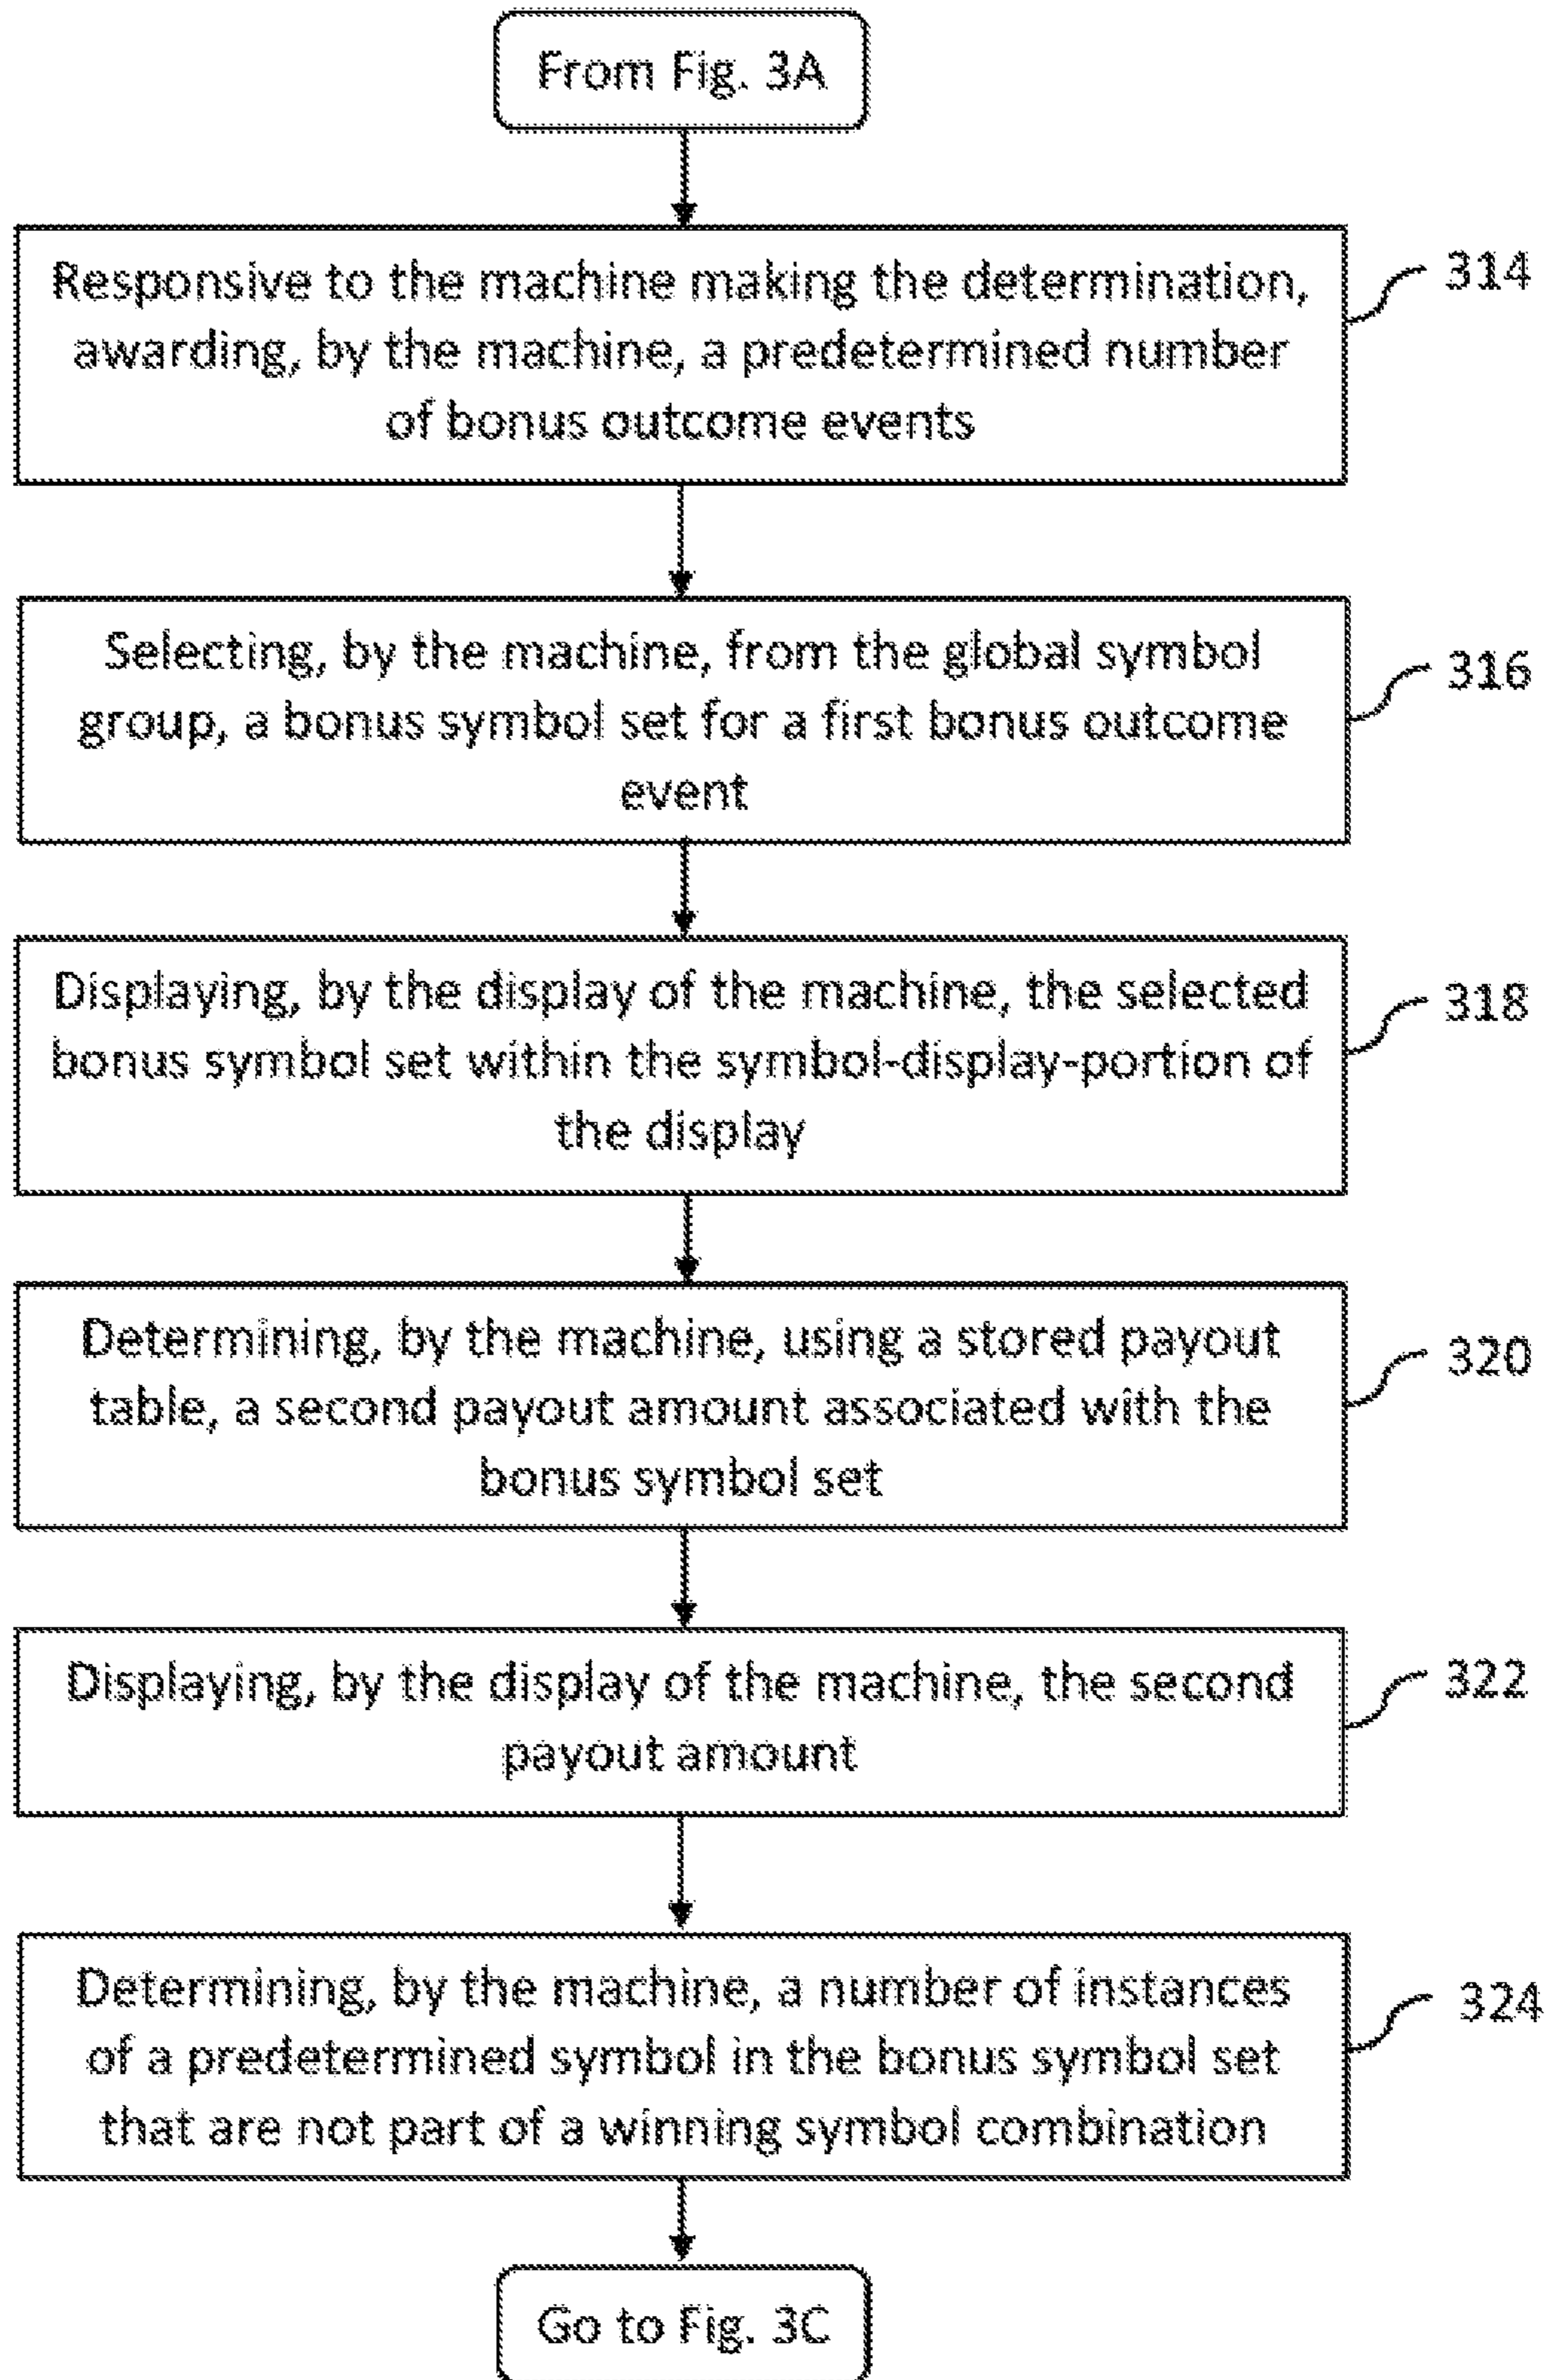 From Fig. 3A
Responsive to the machine making the determination,
awarding, by the machine, a predetermined number
of bonus outcome events
314
Selecting, by the machine, from the global symbol
group, a bonus symbol set for a first bonus outcome
event
316
Displaying, by the display of the machine, the selected
bonus symbol set within the symbol-display-portion of
the display
318
Determining, by the machine, using a stored payout
table, a second payout amount associated with the
bonus symbol set
320
Displaying, by the display of the machine, the second
payout amount
322
Determining, by the machine, a number of instances
of a predetermined symbol in the bonus symbol set
that are not part of a winning symbol combination
324
Go to Fig. 3C